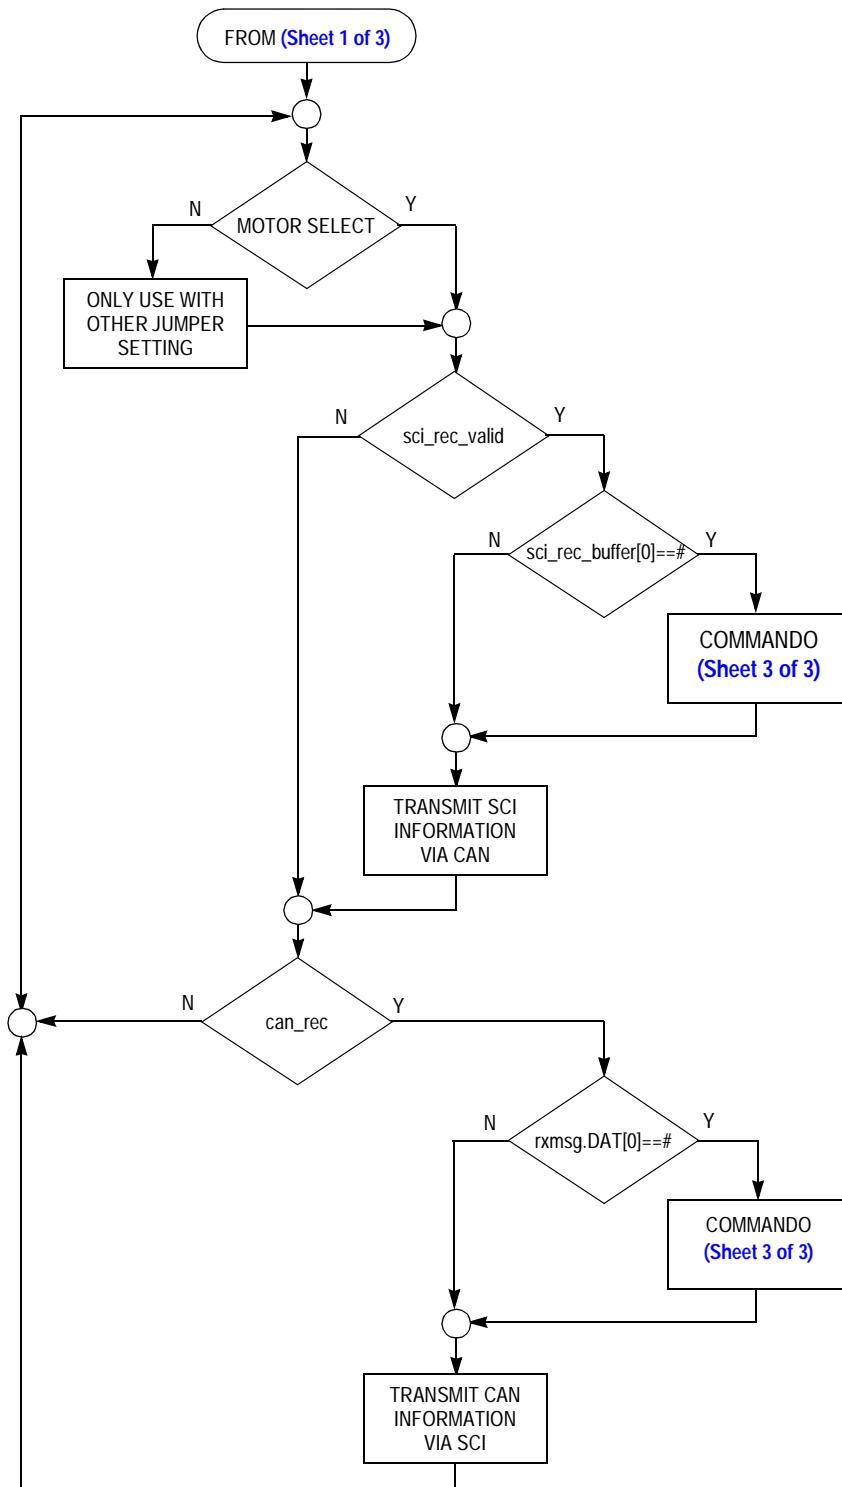 FROM (Sheet 1 of 3)
N
Y
MOTOR SELECT
ONLY USE WITH
OTHER JUMPER
SETTING
N
Y
sci_rec_valid
N
Y
sci_rec_buffer[0]==#
COMMANDO
(Sheet 3 of 3)
TRANSMIT SCI
INFORMATION
VIA CAN
N
Y
can_rec
N
Y
rxmsg.DAT[0]==#
COMMANDO
(Sheet 3 of 3)
TRANSMIT CAN
INFORMATION
VIA SCI